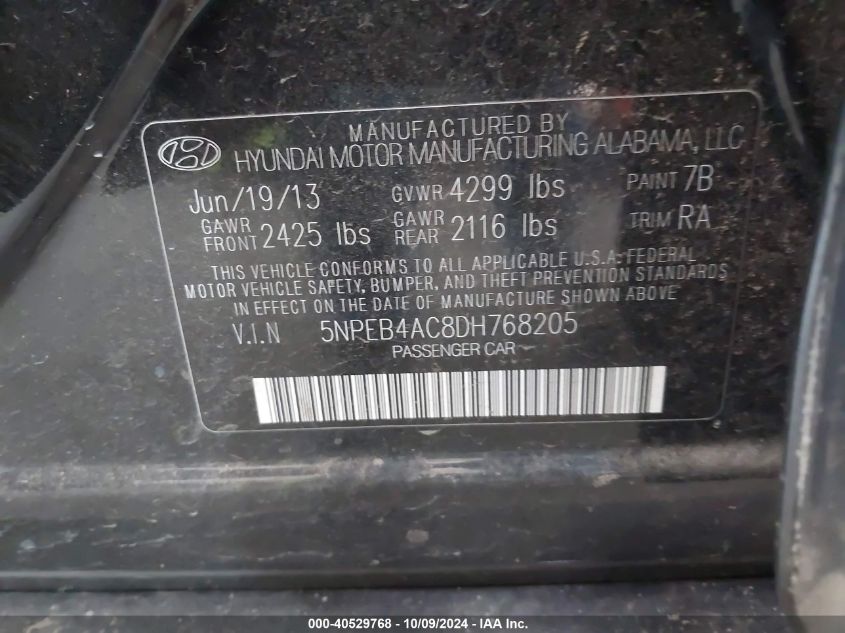 MANUFACTURED BY
HYUNDAI MOTOR MANUFACTURING ALABAMA, LLC
Jun/19/13 GVWR 4299 lbs PAINT 7B
GAWR FRONT 2425 lbs GAWR REAR 2116 lbs TRIM RA
THIS VEHICLE CONFORMS TO ALL APPLICABLE U.S.A. FEDERAL
MOTOR VEHICLE SAFETY, BUMPER, AND THEFT PREVENTION STANDARDS
IN EFFECT ON THE DATE OF MANUFACTURE SHOWN ABOVE
V.I.N 5NPEB4AC8DH768205
PASSENGER CAR
000-40529768 - 10/09/2024 - IAA Inc.